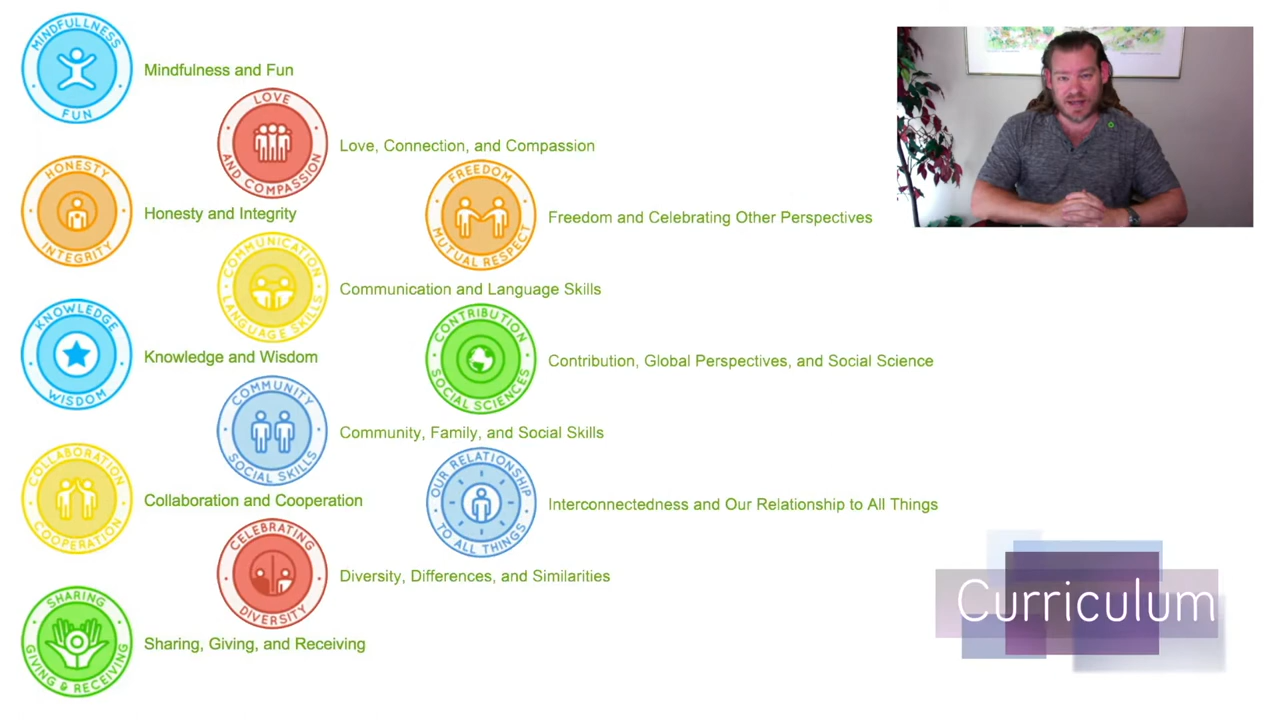 MINDFULLNESS
FUN
Mindfulness and Fun
LOVE
AND COMPASSION
Love, Connection, and Compassion
HONESTY
INTEGRITY
Honesty and Integrity
FREEDOM
MUTUAL RESPECT
Freedom and Celebrating Other Perspectives
COMMUNICATION
LANGUAGE SKILLS
Communication and Language Skills
KNOWLEDGE
WISDOM
Knowledge and Wisdom
CONTRIBUTION
SOCIAL SCIENCES
Contribution, Global Perspectives, and Social Science
COMMUNITY
SOCIAL SKILLS
Community, Family, and Social Skills
COLLABORATION
COOPERATION
Collaboration and Cooperation
OUR RELATIONSHIP
TO ALL THINGS
Interconnectedness and Our Relationship to All Things
CELEBRATING
DIVERSITY
Diversity, Differences, and Similarities
SHARING
GIVING & RECEIVING
Sharing, Giving, and Receiving
Curriculum